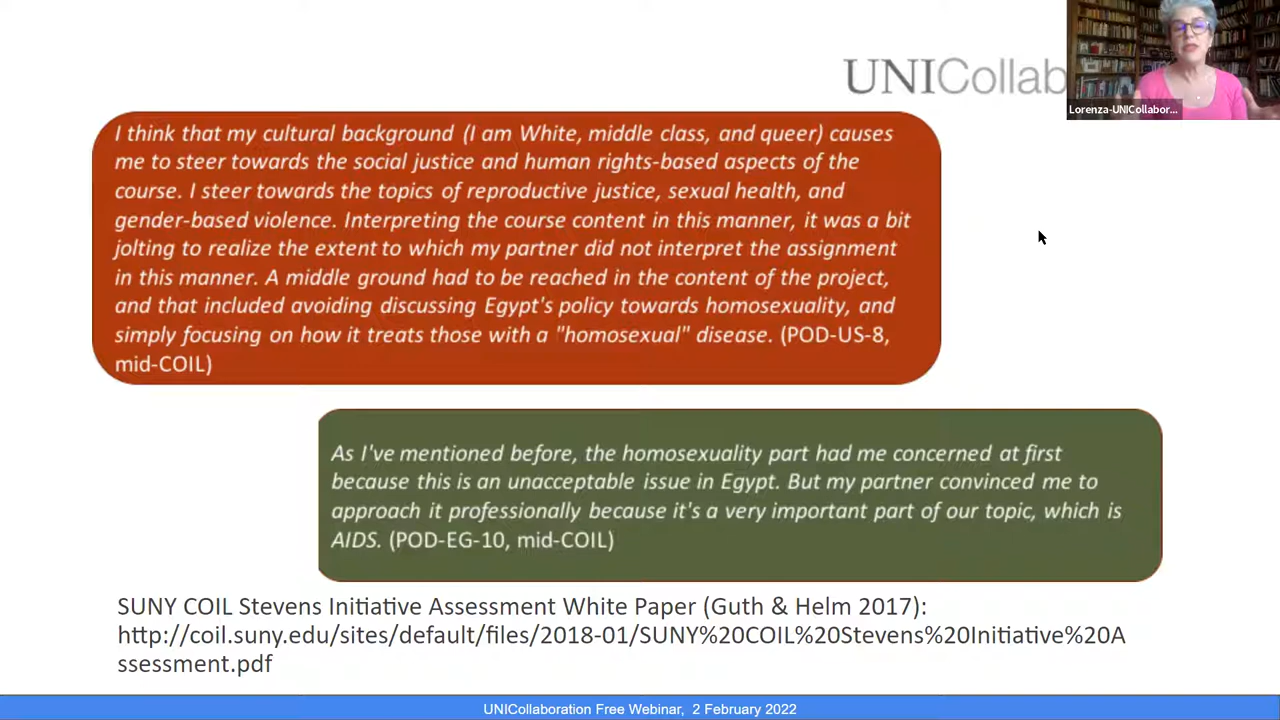 UNICollab
Lorenza-UNICollabor...
I think that my cultural background (I am White, middle class, and queer) causes
me to steer towards the social justice and human rights-based aspects of the
course. I steer towards the topics of reproductive justice, sexual health, and
gender-based violence. Interpreting the course content in this manner, it was a bit
jolting to realize the extent to which my partner did not interpret the assignment
in this manner. A middle ground had to be reached in the content of the project,
and that included avoiding discussing Egypt's policy towards homosexuality, and
simply focusing on how it treats those with a "homosexual" disease. (POD-US-8,
mid-COIL)
As I've mentioned before, the homosexuality part had me concerned at first
because this is an unacceptable issue in Egypt. But my partner convinced me to
approach it professionally because it's a very important part of our topic, which is
AIDS. (POD-EG-10, mid-COIL)
SUNY COIL Stevens Initiative Assessment White Paper (Guth & Helm 2017):
http://coil.suny.edu/sites/default/files/2018-01/SUNY%20COIL%20Stevens%20Initiative%20A
ssessment.pdf
UNICollaboration Free Webinar, 2 February 2022